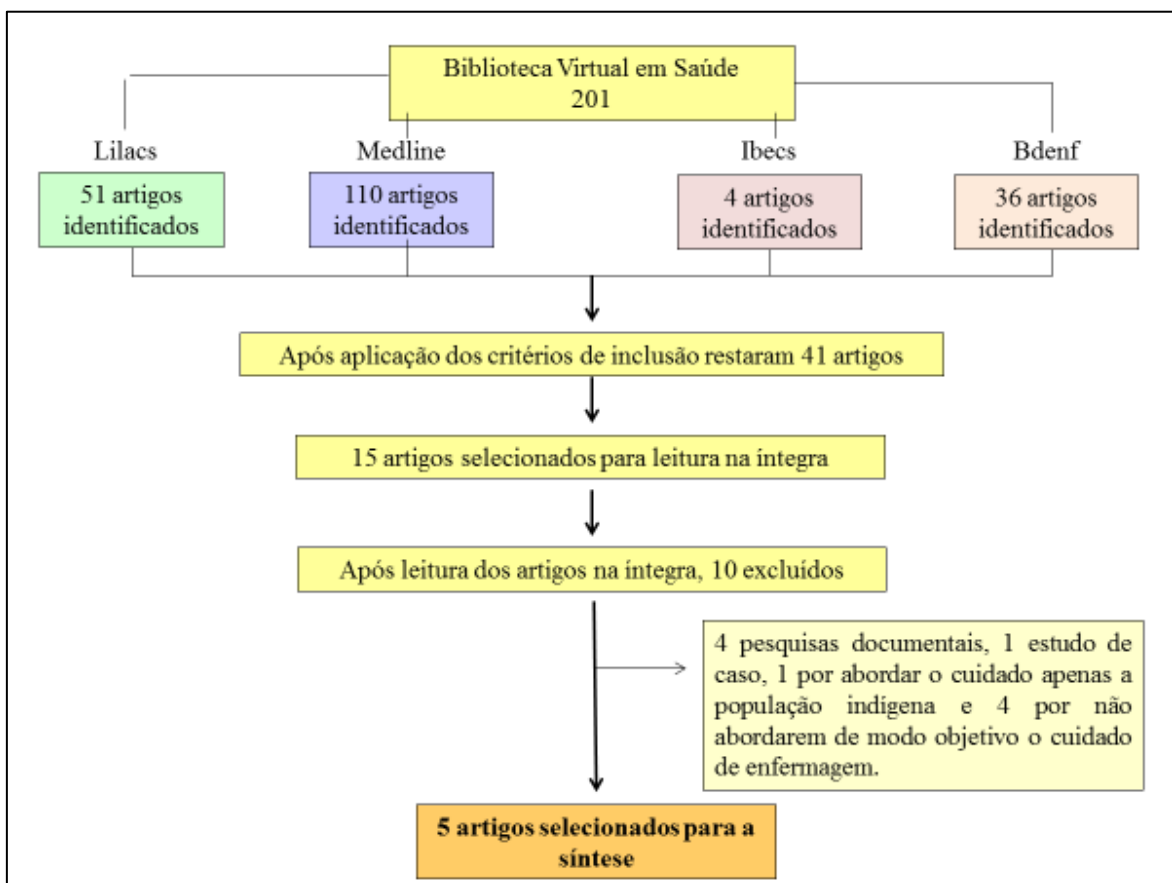 Biblioteca Virtual em Saúde
201
Lilacs
Medline
Ibecs
Bdenf
51 artigos
identificados
110 artigos
identificados
4 artigos
identificados
36 artigos
identificados
Após aplicação dos critérios de inclusão restaram 41 artigos
15 artigos selecionados para leitura na íntegra
Após leitura dos artigos na íntegra, 10 excluídos
4 pesquisas documentais, 1 estudo de
caso, 1 por abordar o cuidado apenas a
população indígena e 4 por não
abordarem de modo objetivo o cuidado
de enfermagem.
5 artigos selecionados para a
síntese